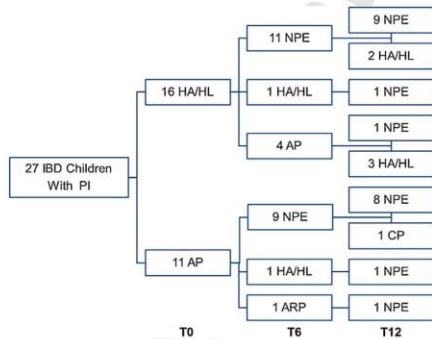 9 NPE
11 NPE
2 HA/HL
16 HA/HL
1 HA/HL
1 NPE
1 NPE
4 AP
3 HA/HL
27 IBD Children
With PI
8 NPE
9 NPE
1 CP
11 AP
1 HA/HL
1 NPE
1 ARP
1 NPE
T0
T6
T12